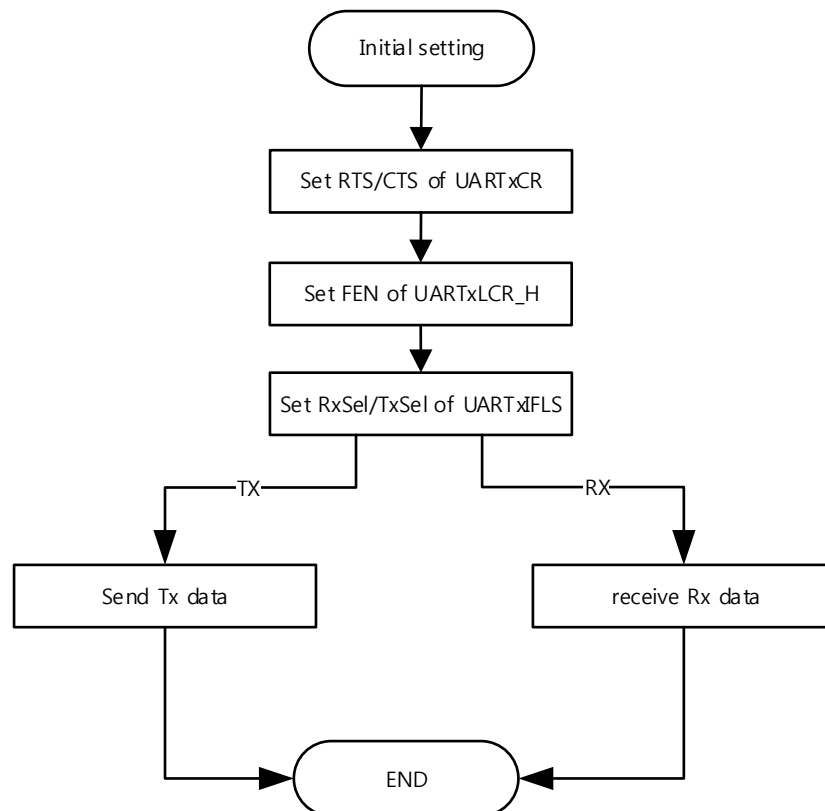 Initial setting
Set RTS/CTS of UARTxCR
Set FEN of UARTxLCR_H
Set RxSel/TxSel of UARTxIFLS
TX
RX
Send Tx data
receive Rx data
END